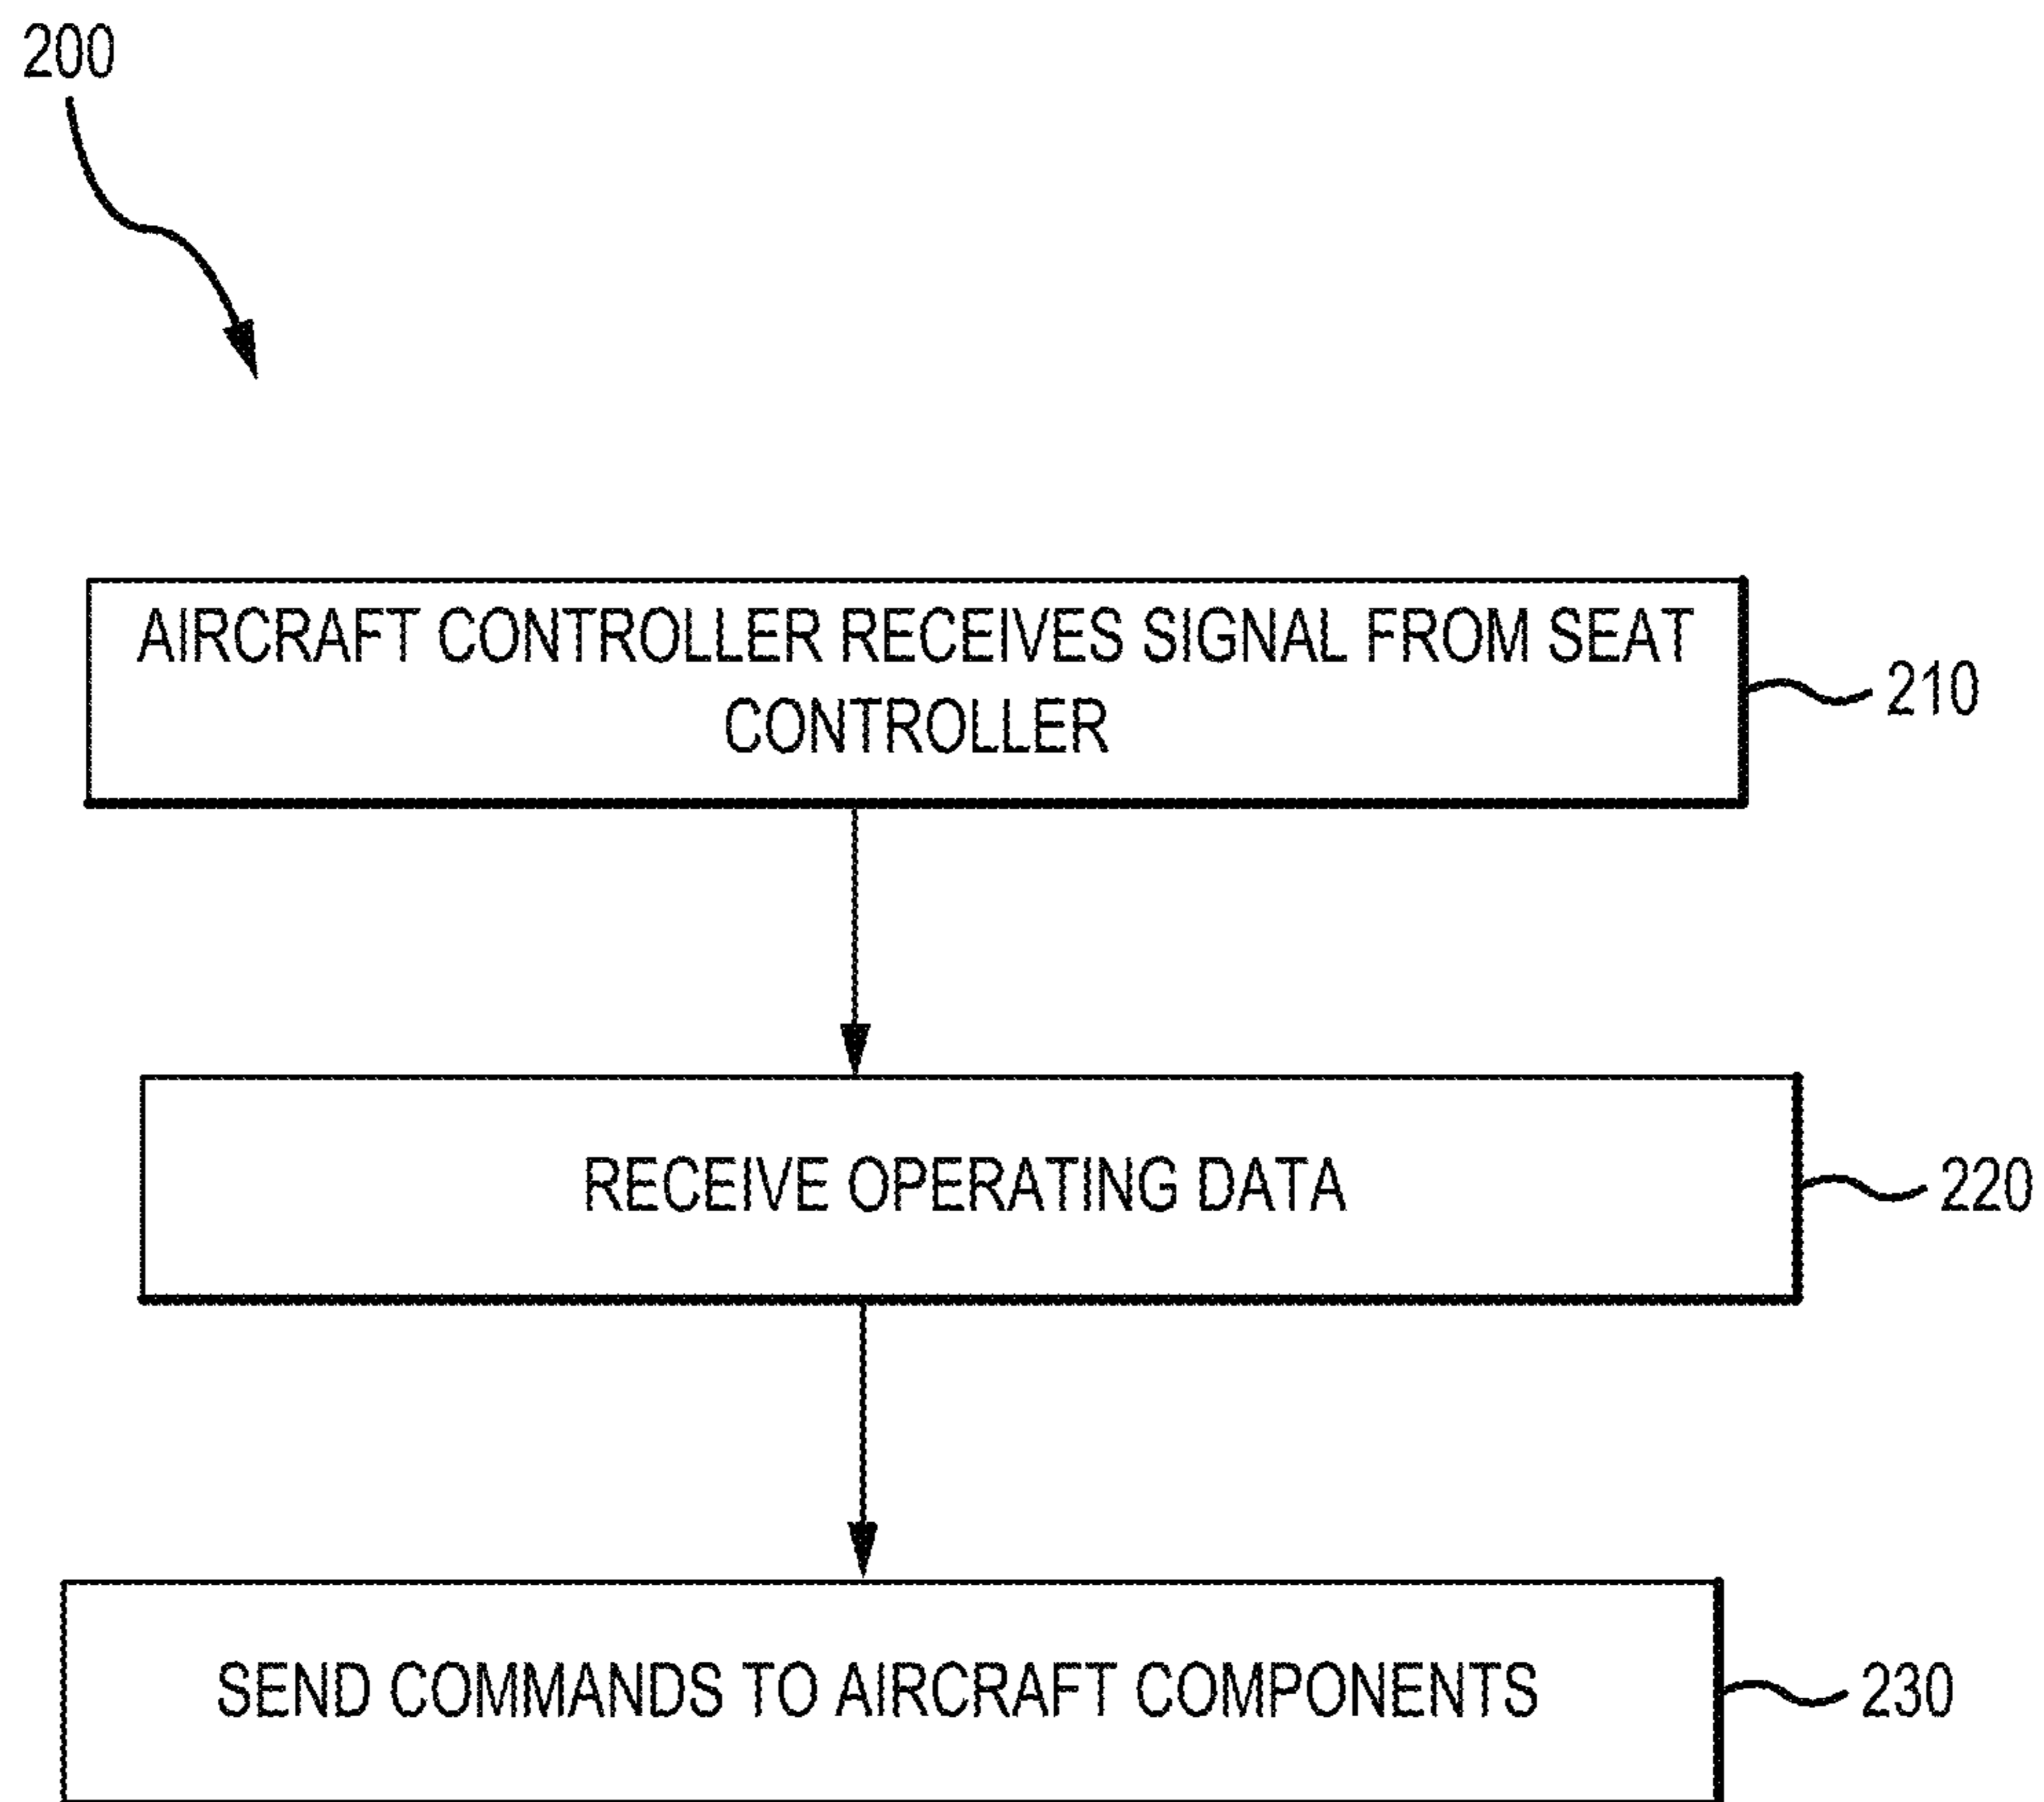 200
AIRCRAFT CONTROLLER RECEIVES SIGNAL FROM SEAT
CONTROLLER
210
RECEIVE OPERATING DATA
220
SEND COMMANDS TO AIRCRAFT COMPONENTS
230